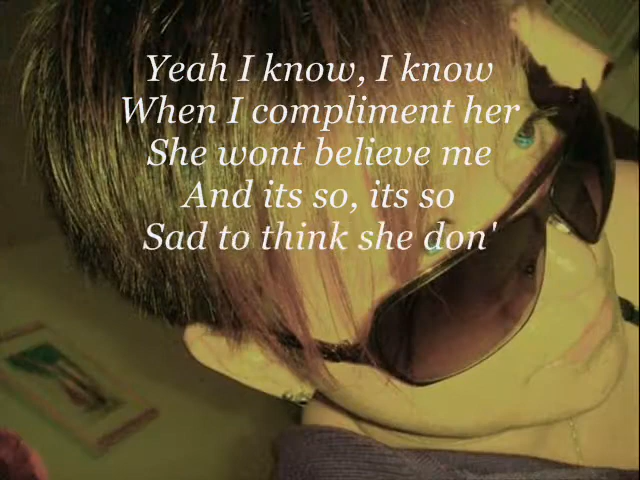 Yeah I know, I know
When I compliment her
She wont believe me
And its so, its so
Sad to think she don'